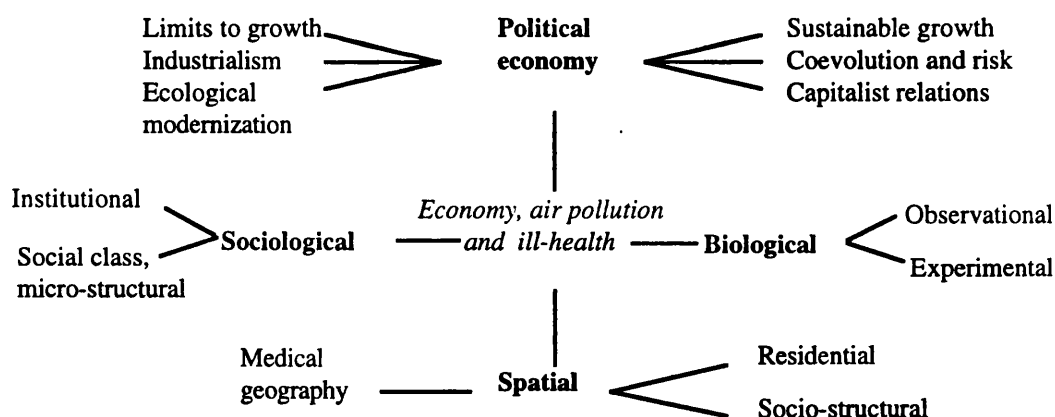 Limits to growth
Industrialism
Ecological
modernization
Political
economy
Sustainable growth
Coevolution and risk
Capitalist relations
Institutional
Social class,
micro-structural
Sociological
Economy, air pollution
and ill-health
Biological
Observational
Experimental
Medical
geography
Spatial
Residential
Socio-structural